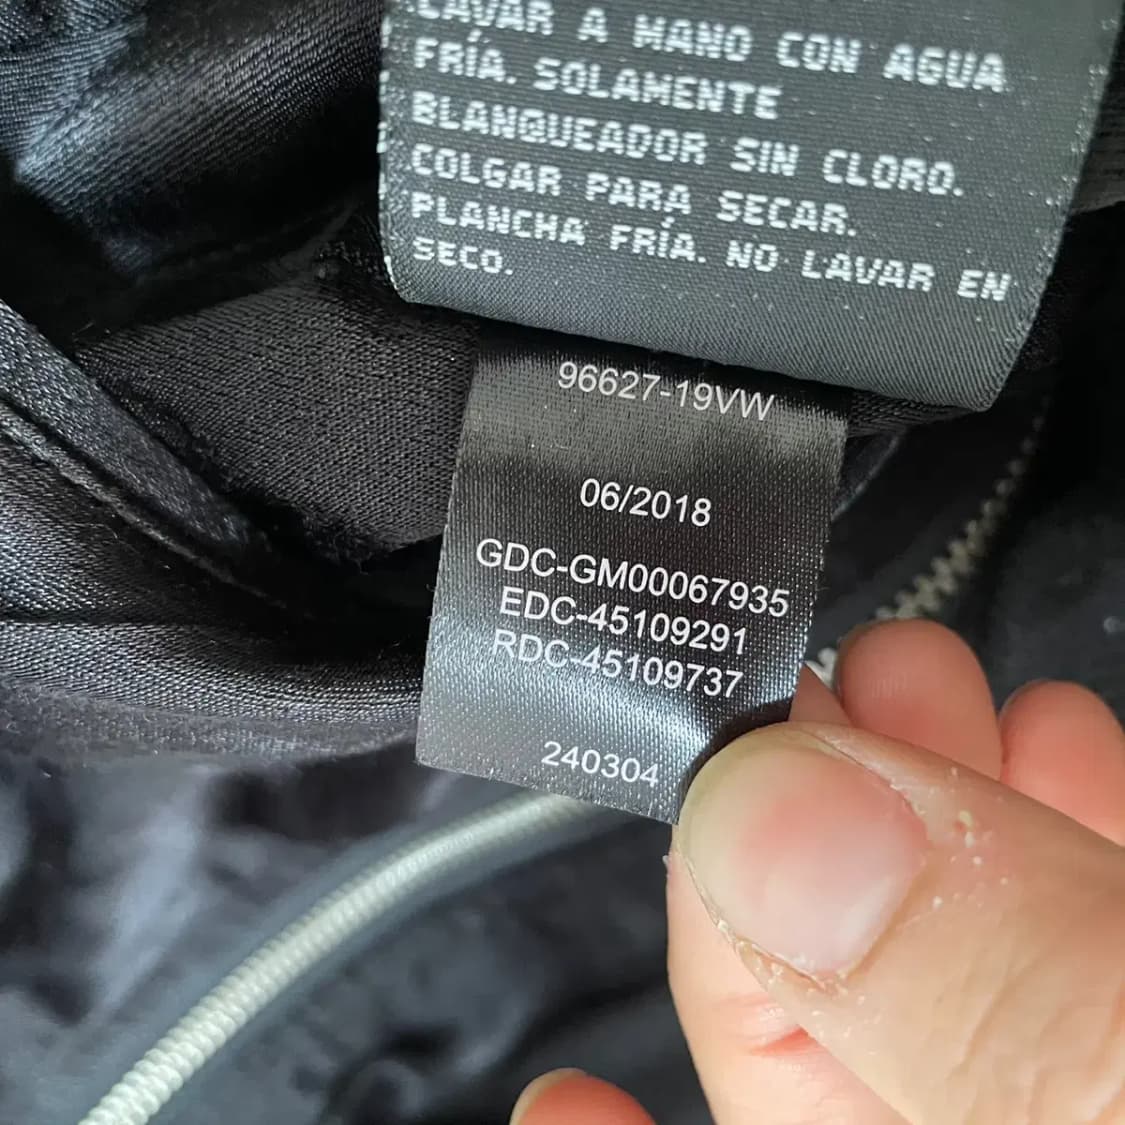 LAVAR A MANO CON AGUA
FRÍA. SOLAMENTE
BLANQUEADOR SIN CLORO.
COLGAR PARA SECAR.
PLANCHA FRÍA. NO LAVAR EN
SECO.
96627-19VW
06/2018
GDC-GM00067935
EDC-45109291
RDC-45109737
240304